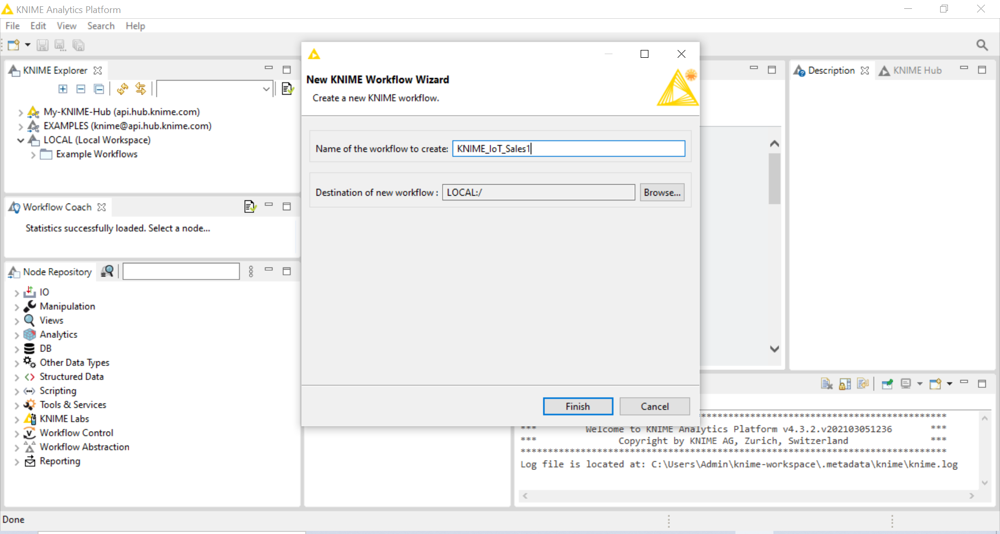 KNIME Analytics Platform
File Edit View Search Help
KNIME Explorer
My-KNIME-Hub (api.hub.knime.com)
EXAMPLES (knime@api.hub.knime.com)
LOCAL (Local Workspace)
Example Workflows
Workflow Coach
Statistics successfully loaded. Select a node...
Node Repository
IO
Manipulation
Views
Analytics
DB
Other Data Types
Structured Data
Scripting
Tools & Services
KNIME Labs
Workflow Control
Workflow Abstraction
Reporting
New KNIME Workflow Wizard
Create a new KNIME workflow.
Name of the workflow to create: KNIME_IoT_Sales1
Destination of new workflow : LOCAL:/ Browse...
Finish Cancel
Description KNIME Hub
*********************************************
*** Welcome to KNIME Analytics Platform v4.3.2.v202103051236 ***
*** Copyright by KNIME AG, Zurich, Switzerland ***
******************************************************************************
Log file is located at: C:\Users\Admin\knime-workspace\.metadata\knime\knime.log
Done